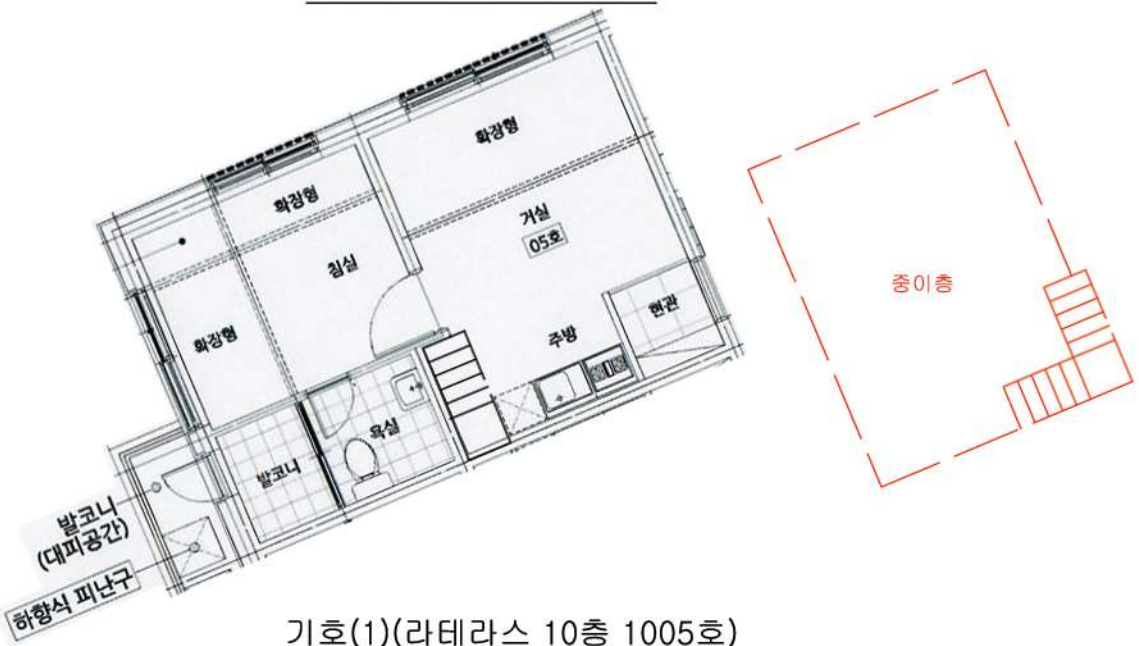 확장형
확장형
거실
05호
침실
중이층
현관
확장형
주방
욕실
발코니
발코니
(대피공간)
하향식 피난구
기호(1)(라테라스 10층 1005호)